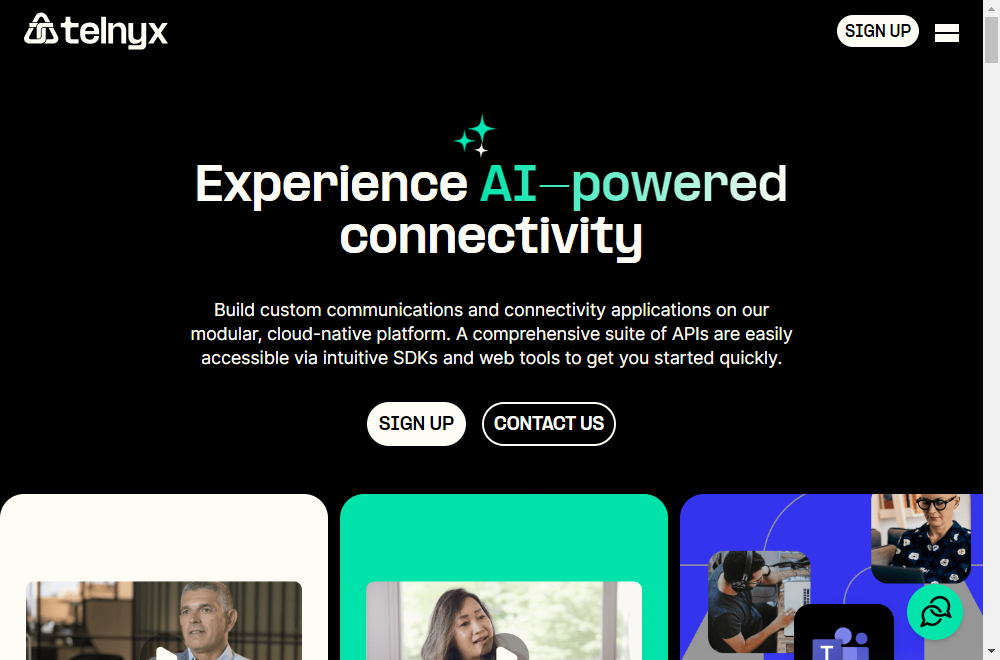 telnyx
SIGN UP
Experience AI-powered
connectivity
Build custom communications and connectivity applications on our
modular, cloud-native platform. A comprehensive suite of APIs are easily
accessible via intuitive SDKs and web tools to get you started quickly.
SIGN UP
CONTACT US
T